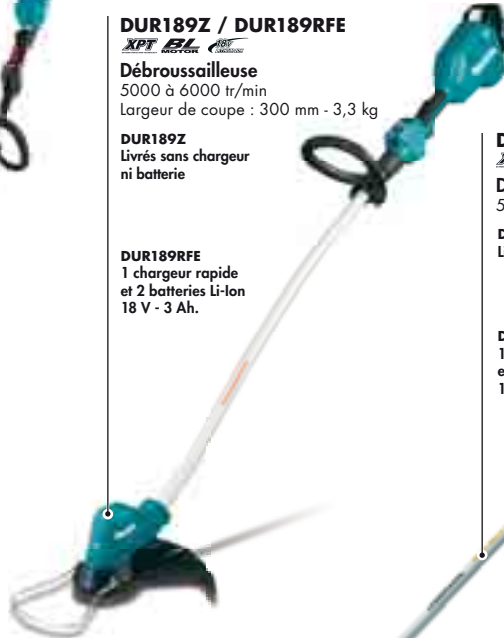 DUR189Z / DUR189RFE
XPT BL MOTOR 18V
Débroussailleuse
5000 à 6000 tr/min
Largeur de coupe : 300 mm - 3,3 kg
DUR189Z
Livrés sans chargeur
ni batterie
DUR189RFE
1 chargeur rapide
et 2 batteries Li-Ion
18 V - 3 Ah.